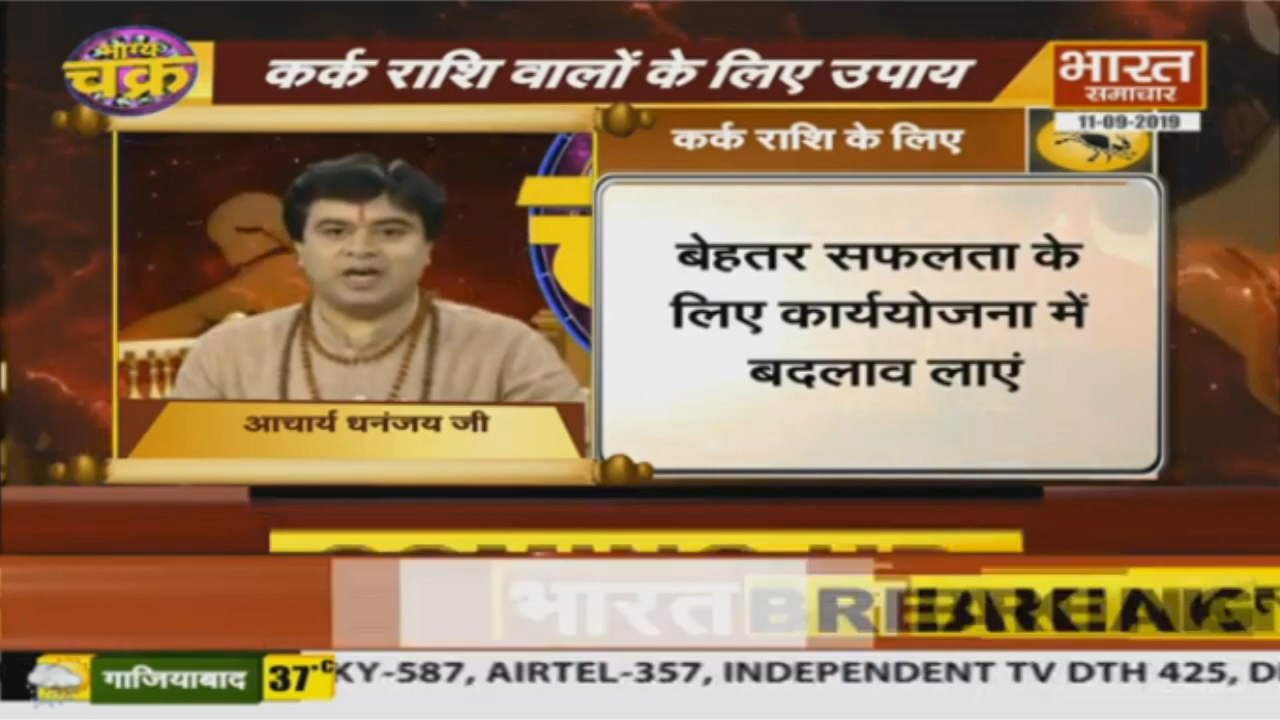 भाग्य
चक्र
कर्क राशि वालों के लिए उपाय
भारत
समाचार
11-09-2019
कर्क राशि के लिए
बेहतर सफलता के
लिए कार्ययोजना में
बदलाव लाएं
आचार्य धनंजय जी
भारत
गाजियाबाद
37°C
KY-587, AIRTEL-357, INDEPENDENT TV DTH 425, D